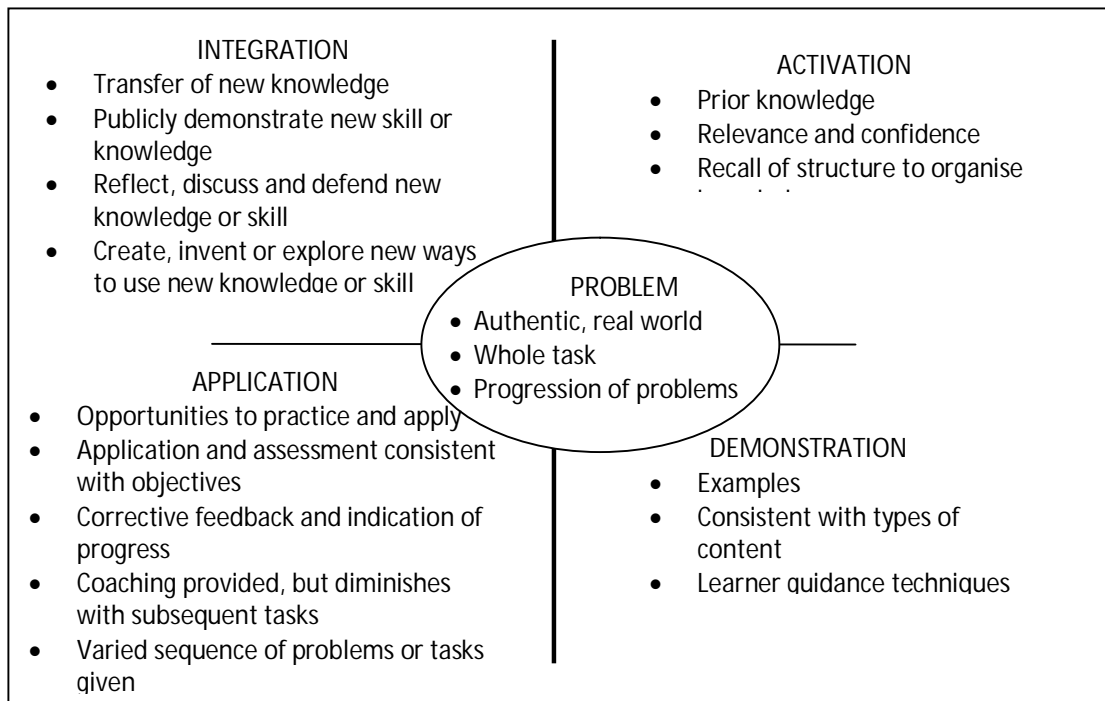 INTEGRATION
• Transfer of new knowledge
• Publicly demonstrate new skill or
knowledge
• Reflect, discuss and defend new
knowledge or skill
• Create, invent or explore new ways
to use new knowledge or skill
ACTIVATION
• Prior knowledge
• Relevance and confidence
• Recall of structure to organise
PROBLEM
• Authentic, real world
• Whole task
• Progression of problems
APPLICATION
• Opportunities to practice and apply
• Application and assessment consistent
with objectives
• Corrective feedback and indication of
progress
• Coaching provided, but diminishes
with subsequent tasks
• Varied sequence of problems or tasks
given
DEMONSTRATION
• Examples
• Consistent with types of
content
• Learner guidance techniques